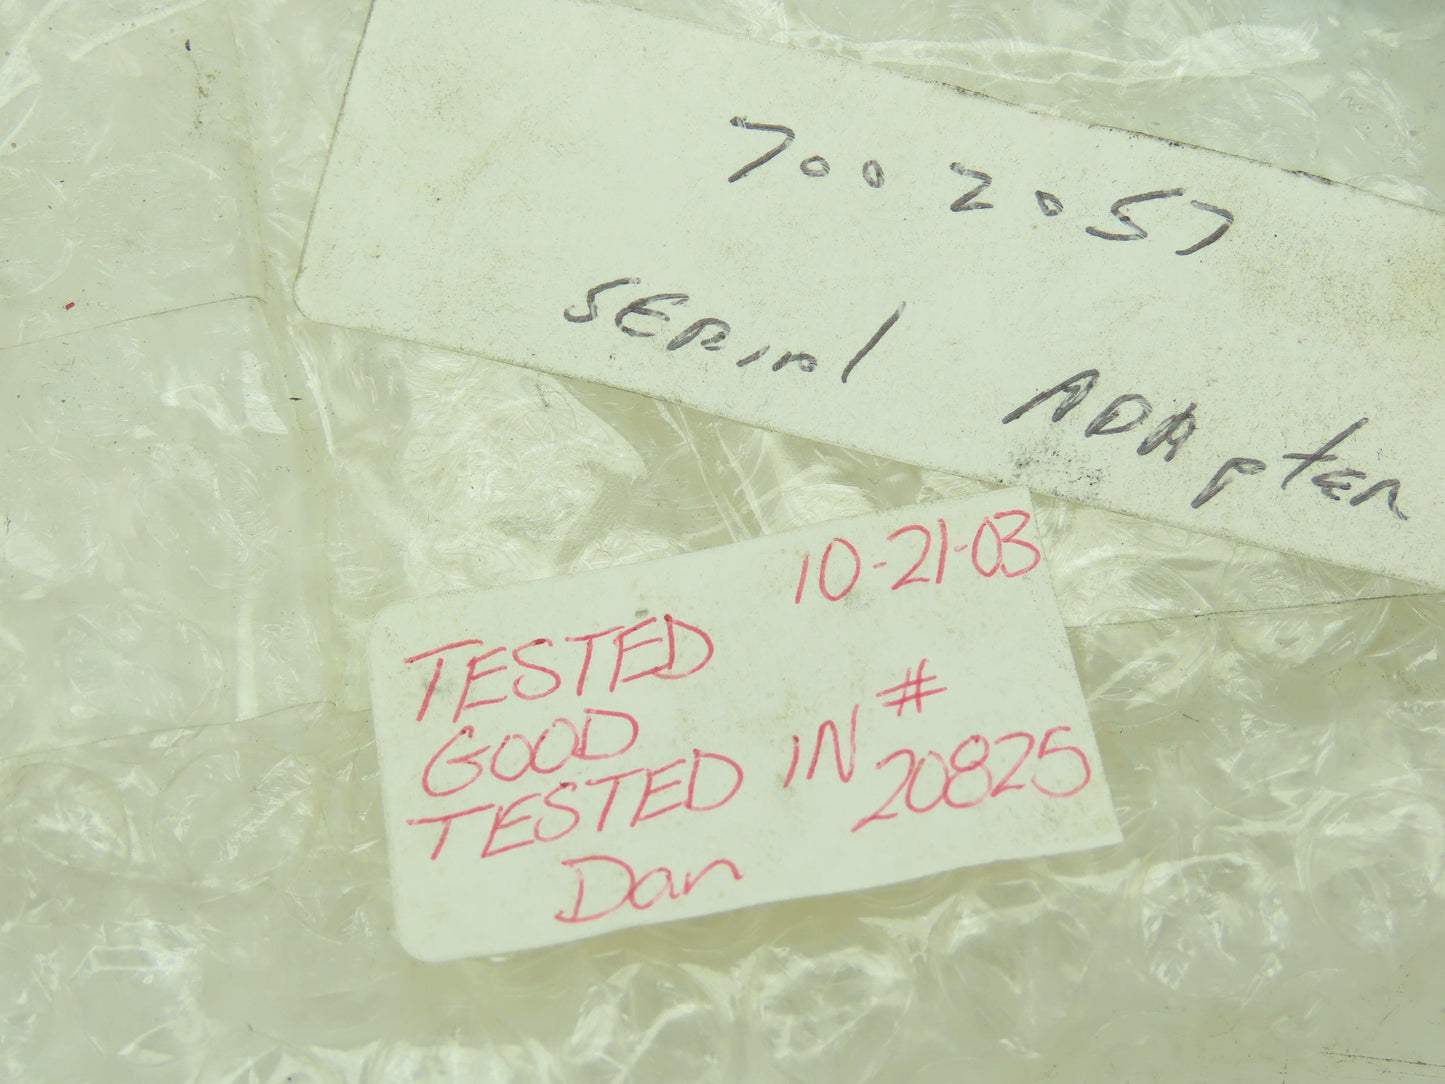 7002057
SERIAL ADAPTER
10-21-03
TESTED
GOOD
TESTED IN #
20825
Dan